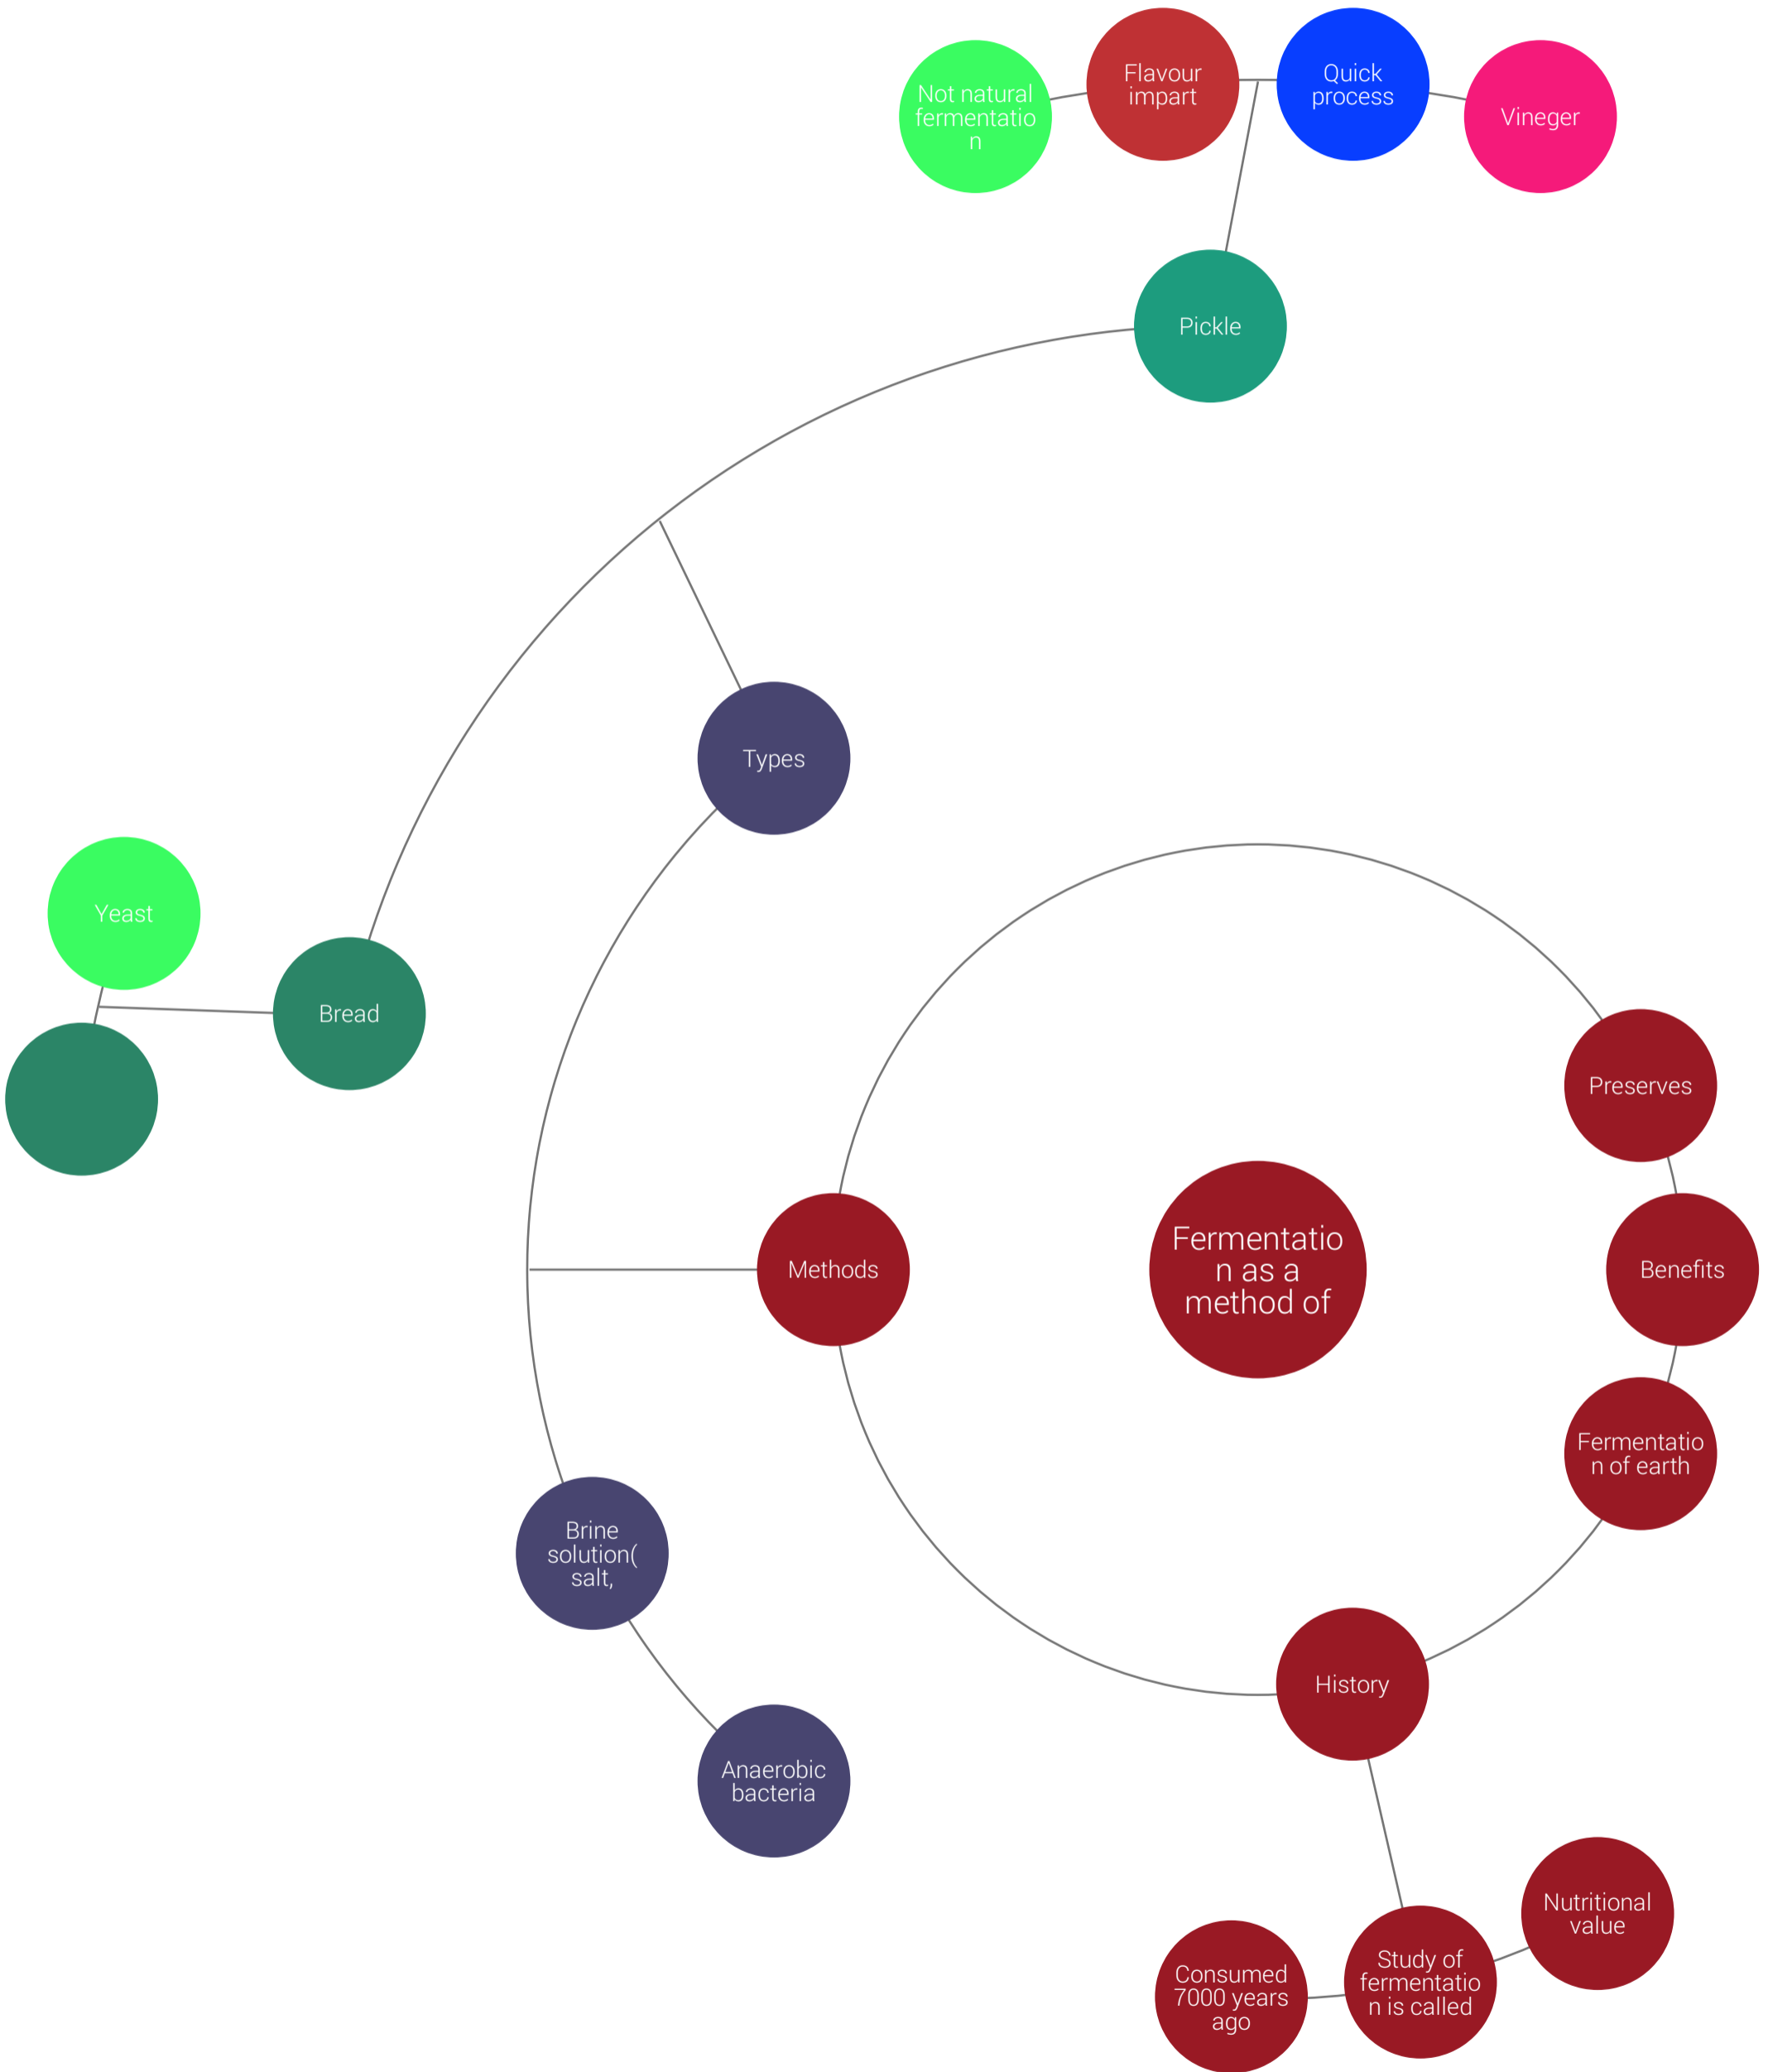 Not natural
fermentatio
n
Flavour
impart
Quick
process
Vineger
Pickle
Types
Yeast
Bread
Preserves
Methods
Fermentatio
n as a
method of
Benefits
Fermentatio
n of earth
Brine
solution(
salt,
History
Anaerobic
bacteria
Nutritional
value
Study of
fermentatio
n is called
Consumed
7000 years
ago